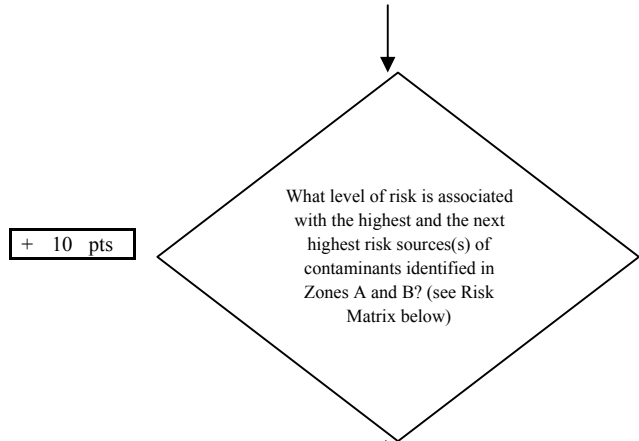 What level of risk is associated
with the highest and the next
highest risk sources(s) of
+ 10 pts
contaminants identified in
Zones A and B? (see Risk
Matrix below)